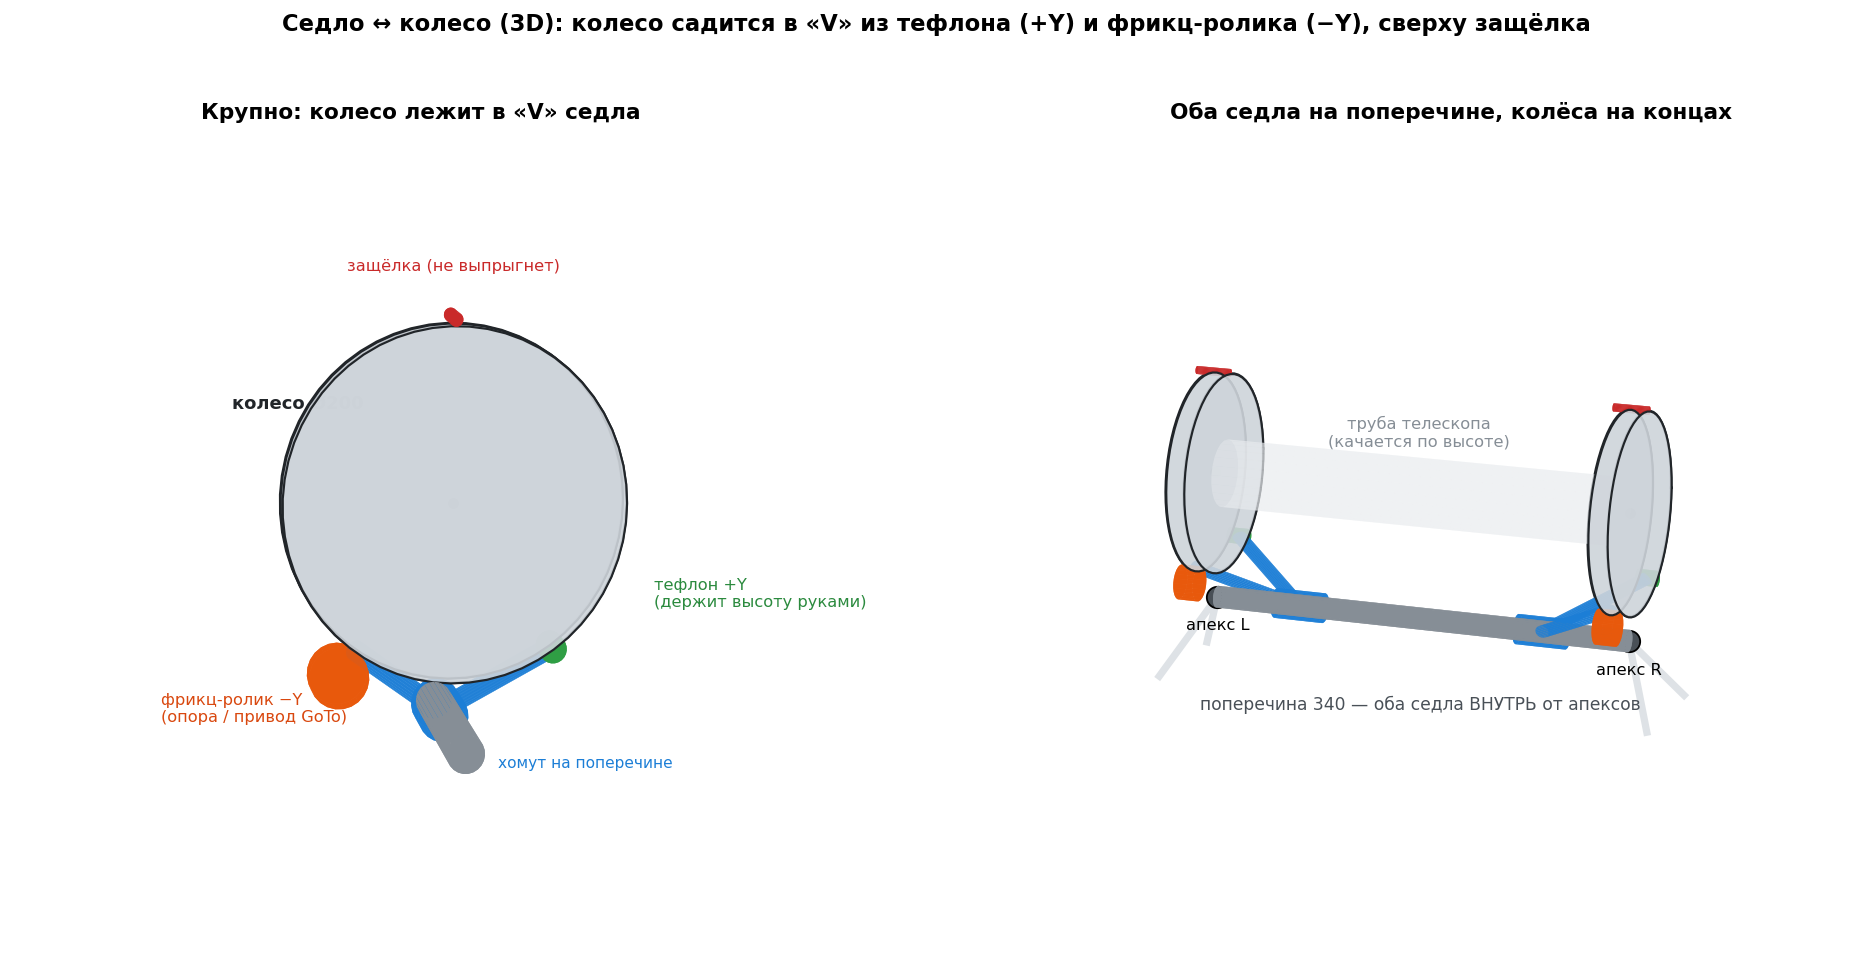 Седло ↔ колесо (3D): колесо садится в «V» из тефлона (+Y) и фрикц-ролика (−Y), сверху защёлка
Крупно: колесо лежит в «V» седла
защёлка (не выпрыгнет)
колесо
тефлон +Y
(держит высоту руками)
фрикц-ролик −Y
(опора / привод GoTo)
хомут на поперечине
Оба седла на поперечине, колёса на концах
труба телескопа
(качается по высоте)
апекс L
апекс R
поперечина 340 — оба седла ВНУТРЬ от апексов